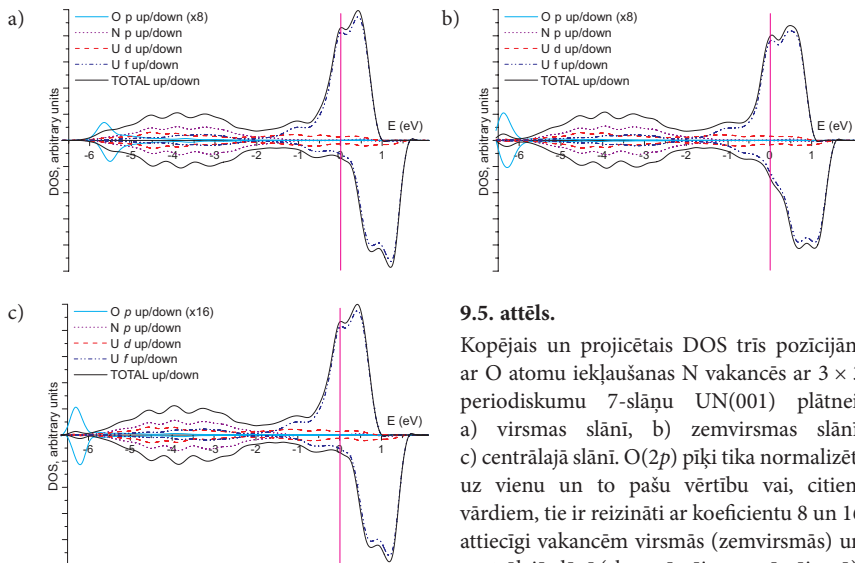 a)
O p up/down (x8)
N p up/down
U d up/down
U f up/down
TOTAL up/down
E (eV)
DOS, arbitrary units
-6 -5 -4 -3 -2 -1 0 1
b)
O p up/down (x8)
N p up/down
U d up/down
U f up/down
TOTAL up/down
E (eV)
DOS, arbitrary units
-6 -5 -4 -3 -2 -1 0 1
c)
O p up/down (x16)
N p up/down
U d up/down
U f up/down
TOTAL up/down
E (eV)
DOS, arbitrary units
-6 -5 -4 -3 -2 -1 0 1
9.5. attēls.
Kopējais un projicētais DOS trīs pozīcijām
ar O atomu iekļaušanas N vakancēs ar 3 ×
periodiskumu 7-slāņu UN(001) plātnei
a) virsmas slānī, b) zemvirsmas slānī
c) centrālajā slānī. O(2p) pīķi tika normalizēt
uz vienu un to pašu vērtību vai, citiem
vārdiem, tie ir reizināti ar koeficientu 8 un 16
attiecīgi vakancēm virsmās (zemvirsmās) un